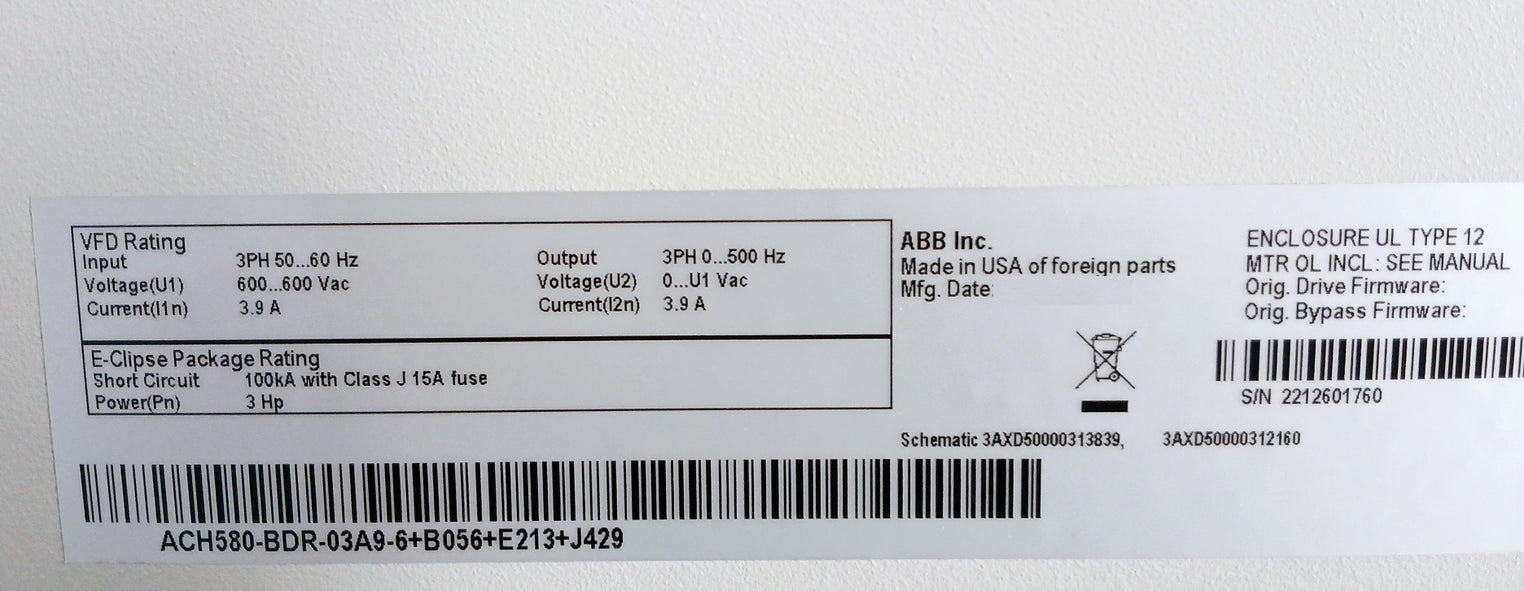 VFD Rating
Input 3PH 50...60 Hz Output 3PH 0...500 Hz
Voltage(U1) 600...600 Vac Voltage(U2) 0...U1 Vac
Current(I1n) 3.9 A Current(I2n) 3.9 A
E-Clipse Package Rating
Short Circuit 100kA with Class J 15A fuse
Power(Pn) 3 Hp
ABB Inc.
Made in USA of foreign parts
Mfg. Date
ENCLOSURE UL TYPE 12
MTR OL INCL: SEE MANUAL
Orig. Drive Firmware:
Orig. Bypass Firmware:
S/N 2212601760
Schematic 3AXD50000313839, 3AXD50000312160
ACH580-BDR-03A9-6+B056+E213+J429